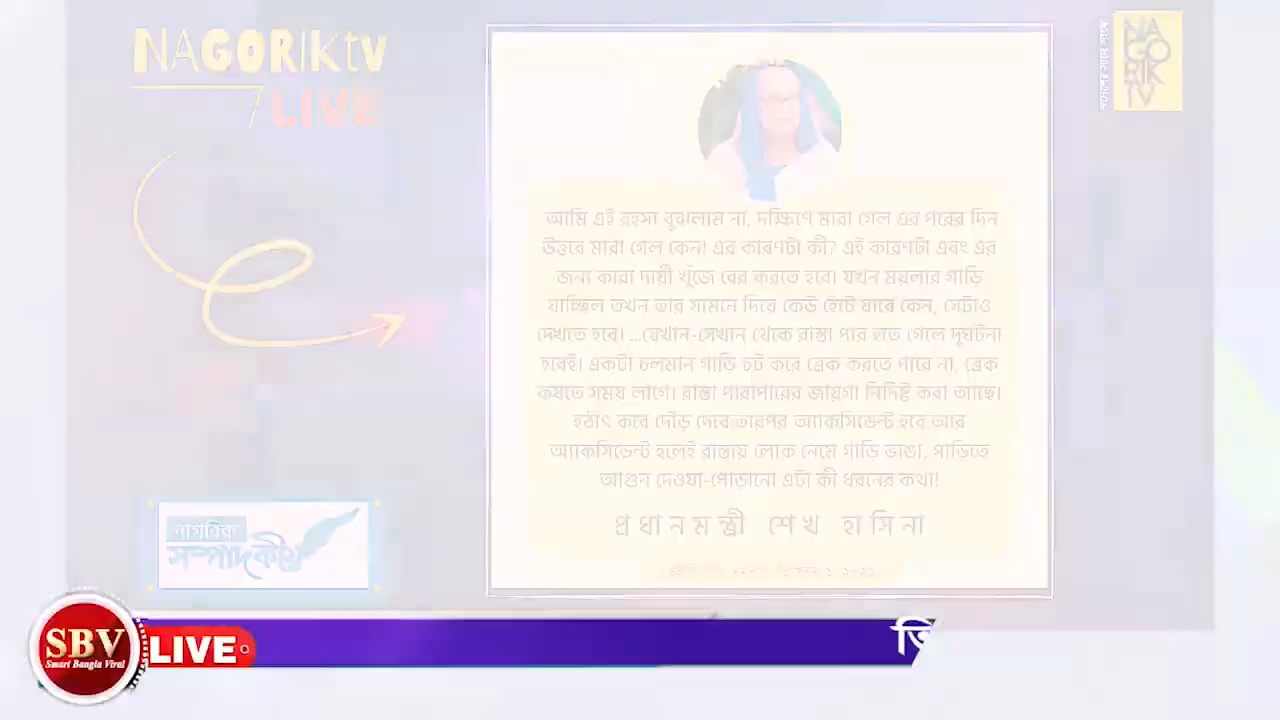 NAGORIKtv
LIVE
NAGORIK TV
আমি এই রহস্য বুঝলাম না, দক্ষিণে মারা গেল এর পরের দিন
উত্তরে মারা গেল কেন! এর কারণটা কী? এই কারণটা এবং এর
জন্য কারা দায়ী খুঁজে বের করতে হবে। যখন ময়লার গাড়ি
যাচ্ছিল তখন তার সামনে দিয়ে কেউ হেঁটে যাবে কেন, সেটাও
দেখতে হবে। ...যেখান-সেখান থেকে রাস্তা পার হতে গেলে দুর্ঘটনা
হবেই। একটা চলমান গাড়ি চট করে ব্রেক করতে পারে না, ব্রেক
কষতে সময় লাগে। রাস্তা পারাপারের জায়গা নির্দিষ্ট করা আছে।
হঠাৎ করে দৌড় দেবে তারপর অ্যাকসিডেন্ট হবে আর
অ্যাকসিডেন্ট হলেই রাস্তায় লোক নেমে গাড়ি ভাঙা, গাড়িতে
আগুন দেওয়া-পোড়ানো এটা কী ধরনের কথা!
প্রধানমন্ত্রী শেখ হাসিনা
নাগরিক
সম্পাদকীয়
SBV
Smart Bangla Viral
LIVE